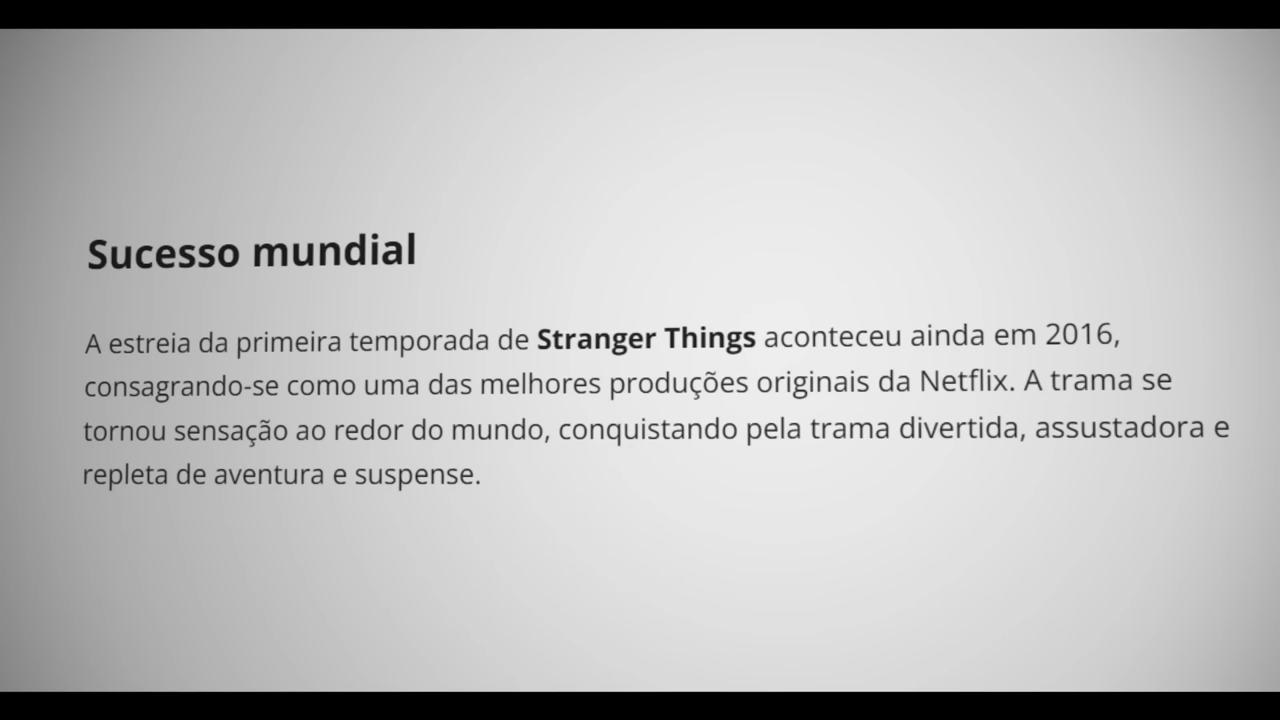 Sucesso mundial
A estreia da primeira temporada de Stranger Things aconteceu ainda em 2016,
consagrando-se como uma das melhores produções originais da Netflix. A trama se
tornou sensação ao redor do mundo, conquistando pela trama divertida, assustadora e
repleta de aventura e suspense.